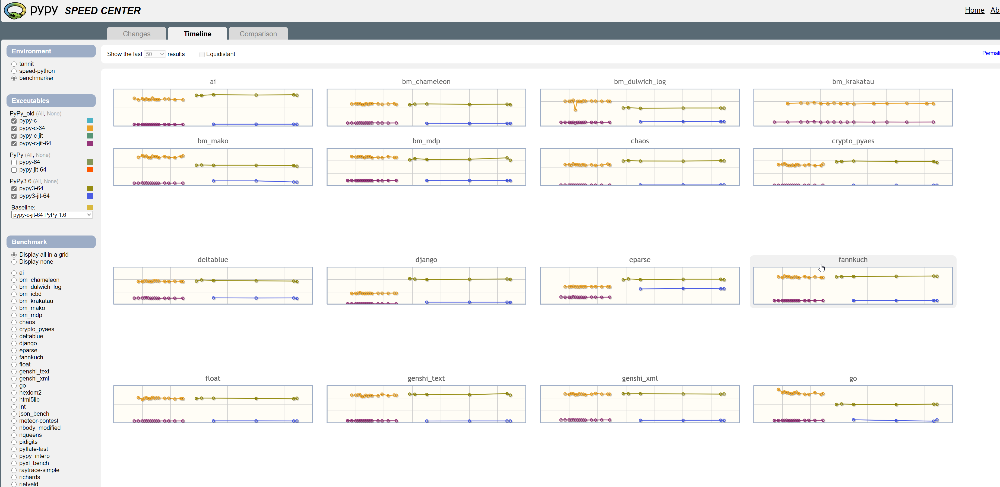 pypy SPEED CENTER
Home
Changes Timeline Comparison
Environment
tannit
speed-python
benchmarker
Executables
PyPy_old (All, None)
pypy-c
pypy-c-64
pypy-c-jit
pypy-c-jit-64
PyPy (All, None)
pypy-64
pypy-jit-64
PyPy3.6 (All, None)
pypy3-64
pypy3-jit-64
Baseline:
pypy-c-jit-64 PyPy 1.6
Benchmark
Display all in a grid
Display none
ai
bm_chameleon
bm_dulwich_log
bm_icbd
bm_krakatau
bm_mako
bm_mdp
chaos
crypto_pyaes
deltablue
django
eparse
fannkuch
float
genshi_text
genshi_xml
go
hexiom2
html5lib
int
json_bench
meteor-contest
nbody_modified
nqueens
pidigits
pyflate-fast
pypy_interp
pyxl_bench
raytrace-simple
richards
rietveld
Show the last 50 results Equidistant
ai bm_chameleon bm_dulwich_log bm_krakatau
bm_mako bm_mdp chaos crypto_pyaes
deltablue django eparse fannkuch
float genshi_text genshi_xml go